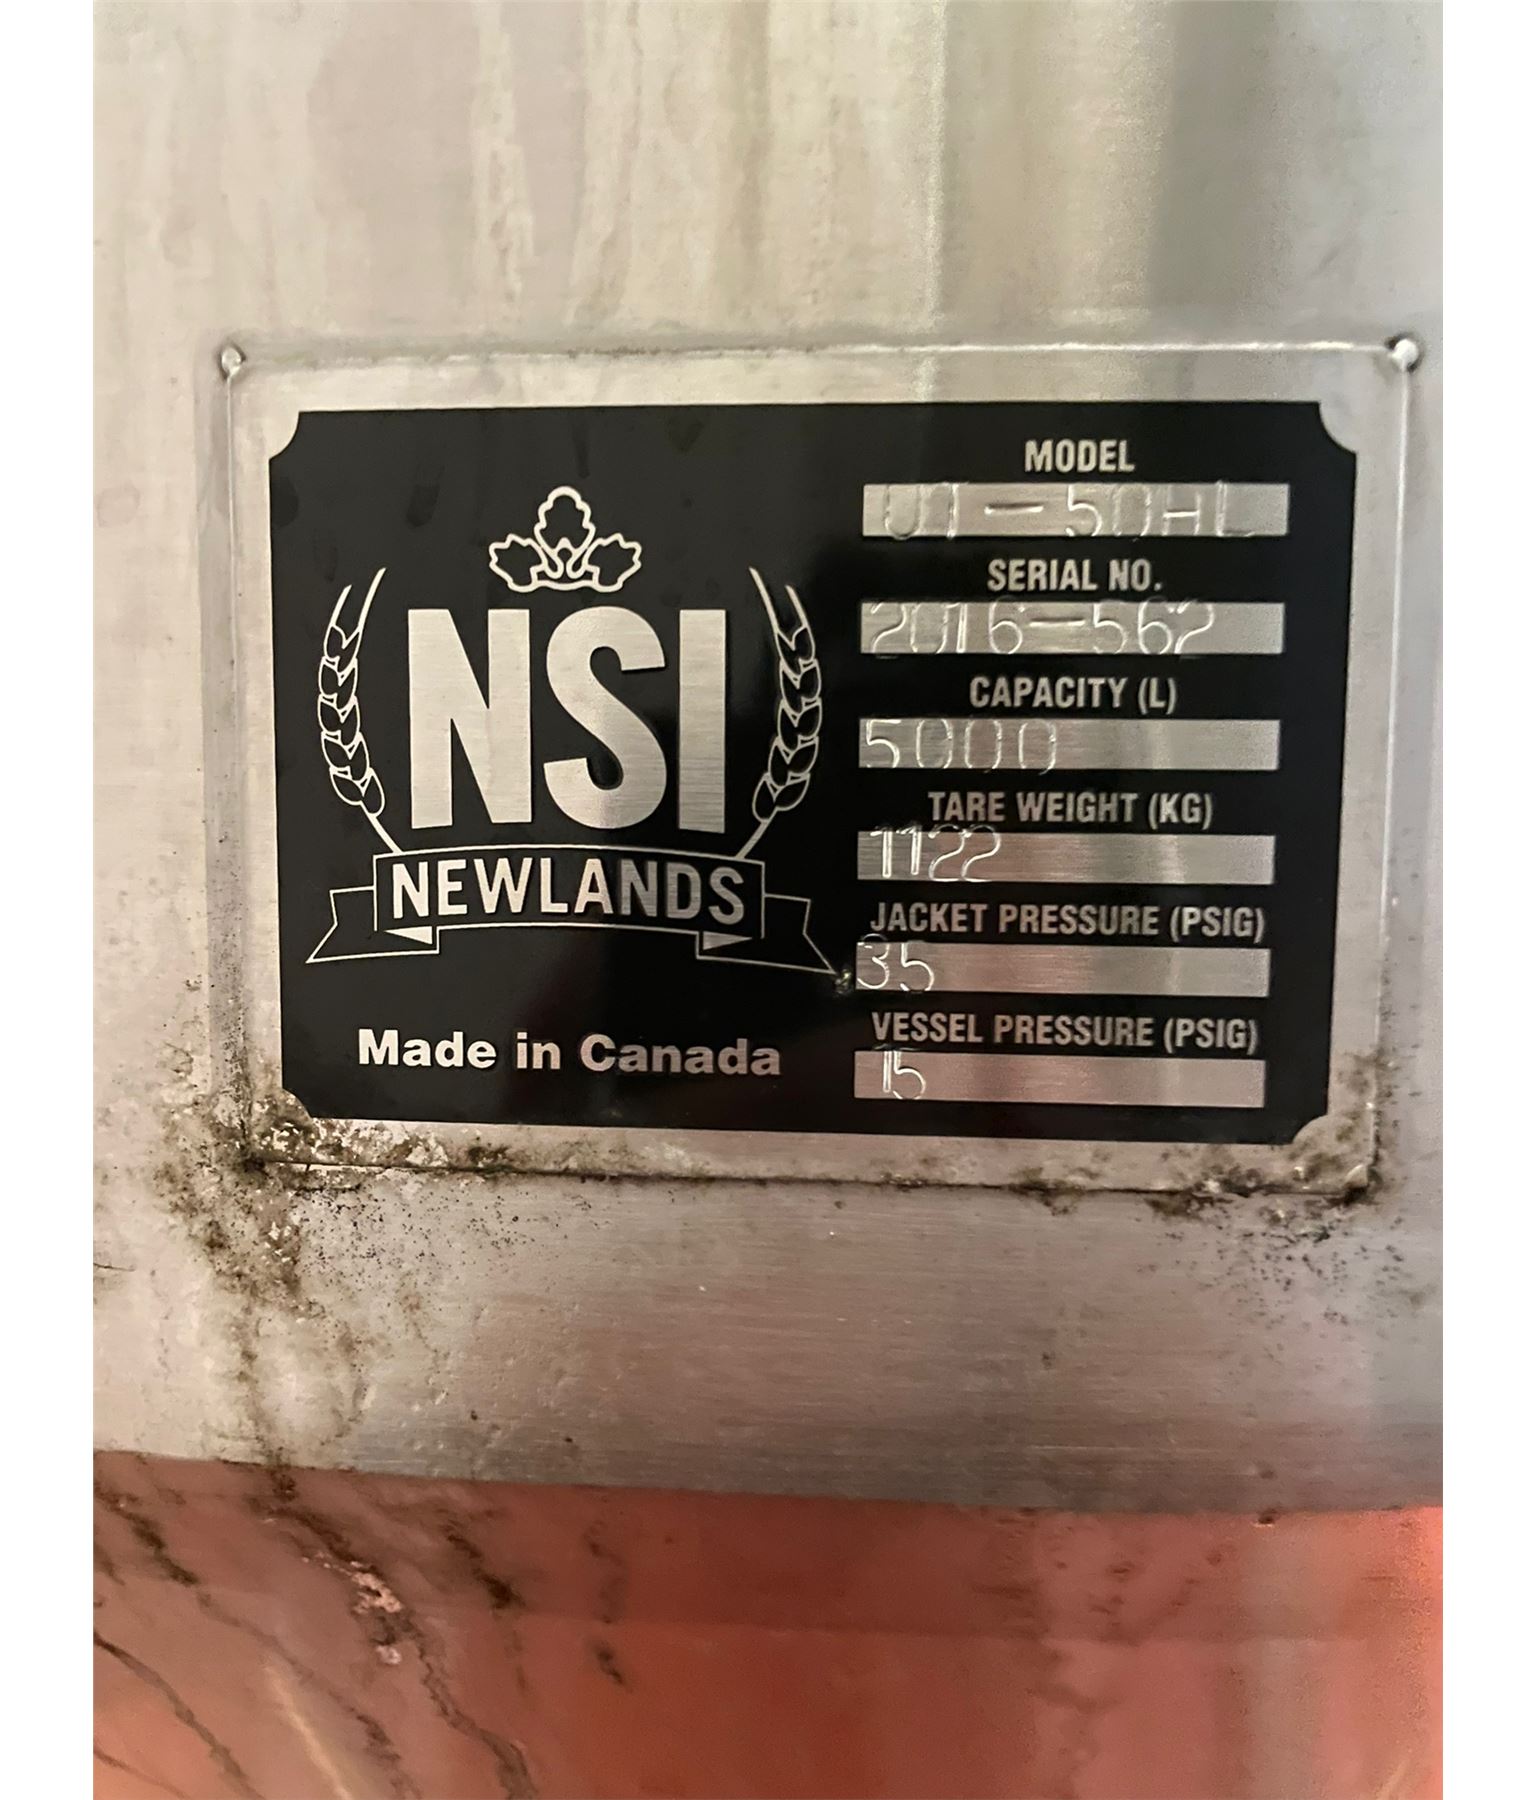 NSI
NEWLANDS
Made in Canada
MODEL
UT-50HL
SERIAL NO.
2016-562
CAPACITY (L)
5000
TARE WEIGHT (KG)
1122
JACKET PRESSURE (PSIG)
35
VESSEL PRESSURE (PSIG)
15